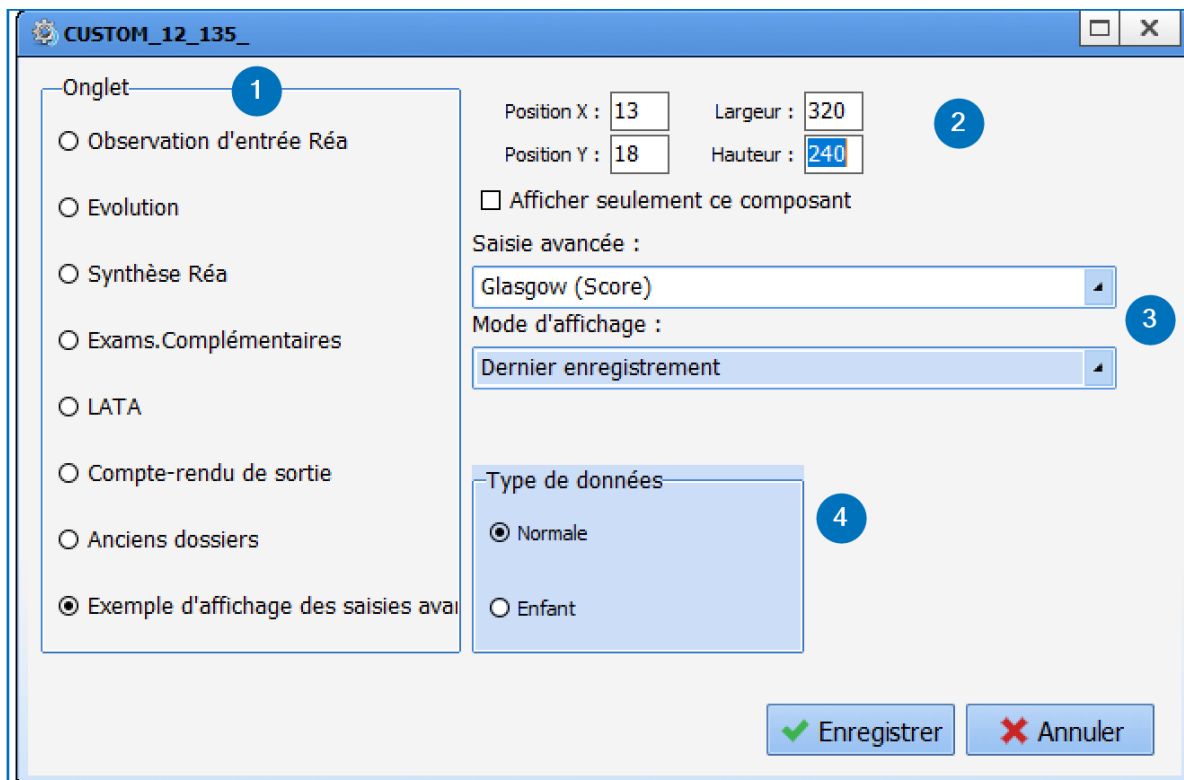 CUSTOM_12_135_
Onglet
1
Observation d'entrée Réa
Evolution
Synthèse Réa
Exams.Complémentaires
LATA
Compte-rendu de sortie
Anciens dossiers
Exemple d'affichage des saisies avai
Position X : 13 Largeur : 320
2
Position Y : 18 Hauteur : 240
Afficher seulement ce composant
Saisie avancée :
Glasgow (Score)
3
Mode d'affichage :
Dernier enregistrement
Type de données
4
Normale
Enfant
Enregistrer Annuler